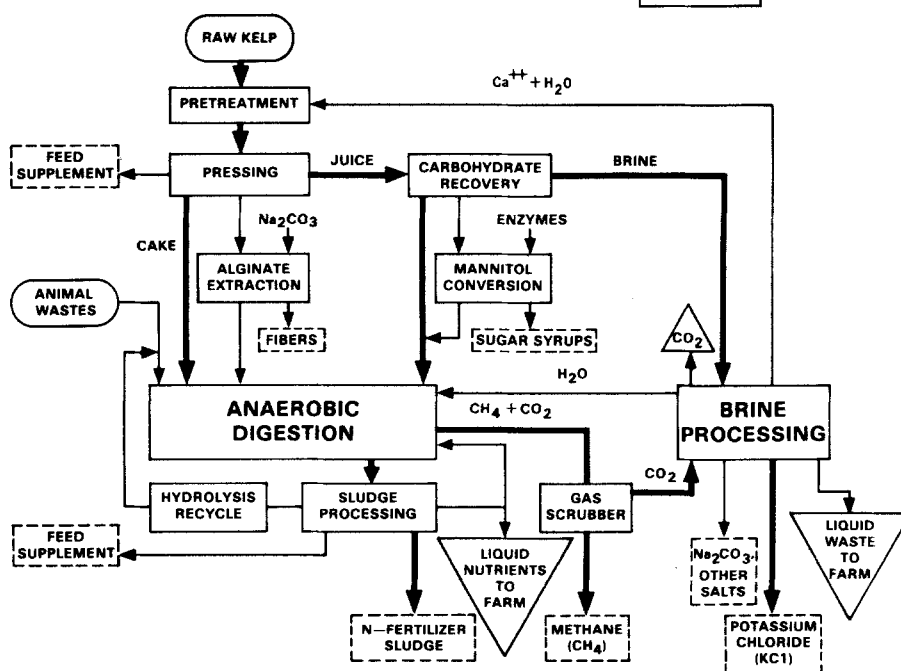 RAW KELP
Ca++ + H2O
PRETREATMENT
FEED
SUPPLEMENT
PRESSING
JUICE
CARBOHYDRATE
RECOVERY
BRINE
Na2CO3
ENZYMES
CAKE
ALGINATE
EXTRACTION
MANNITOL
CONVERSION
ANIMAL
WASTES
FIBERS
SUGAR SYRUPS
CO2
H2O
ANAEROBIC
DIGESTION
CH4 + CO2
BRINE
PROCESSING
CO2
HYDROLYSIS
RECYCLE
SLUDGE
PROCESSING
GAS
SCRUBBER
FEED
SUPPLEMENT
LIQUID
NUTRIENTS
TO
FARM
Na2CO3,
OTHER
SALTS
LIQUID
WASTE
TO
FARM
N—FERTILIZER
SLUDGE
METHANE
(CH4)
POTASSIUM
CHLORIDE
(KC1)